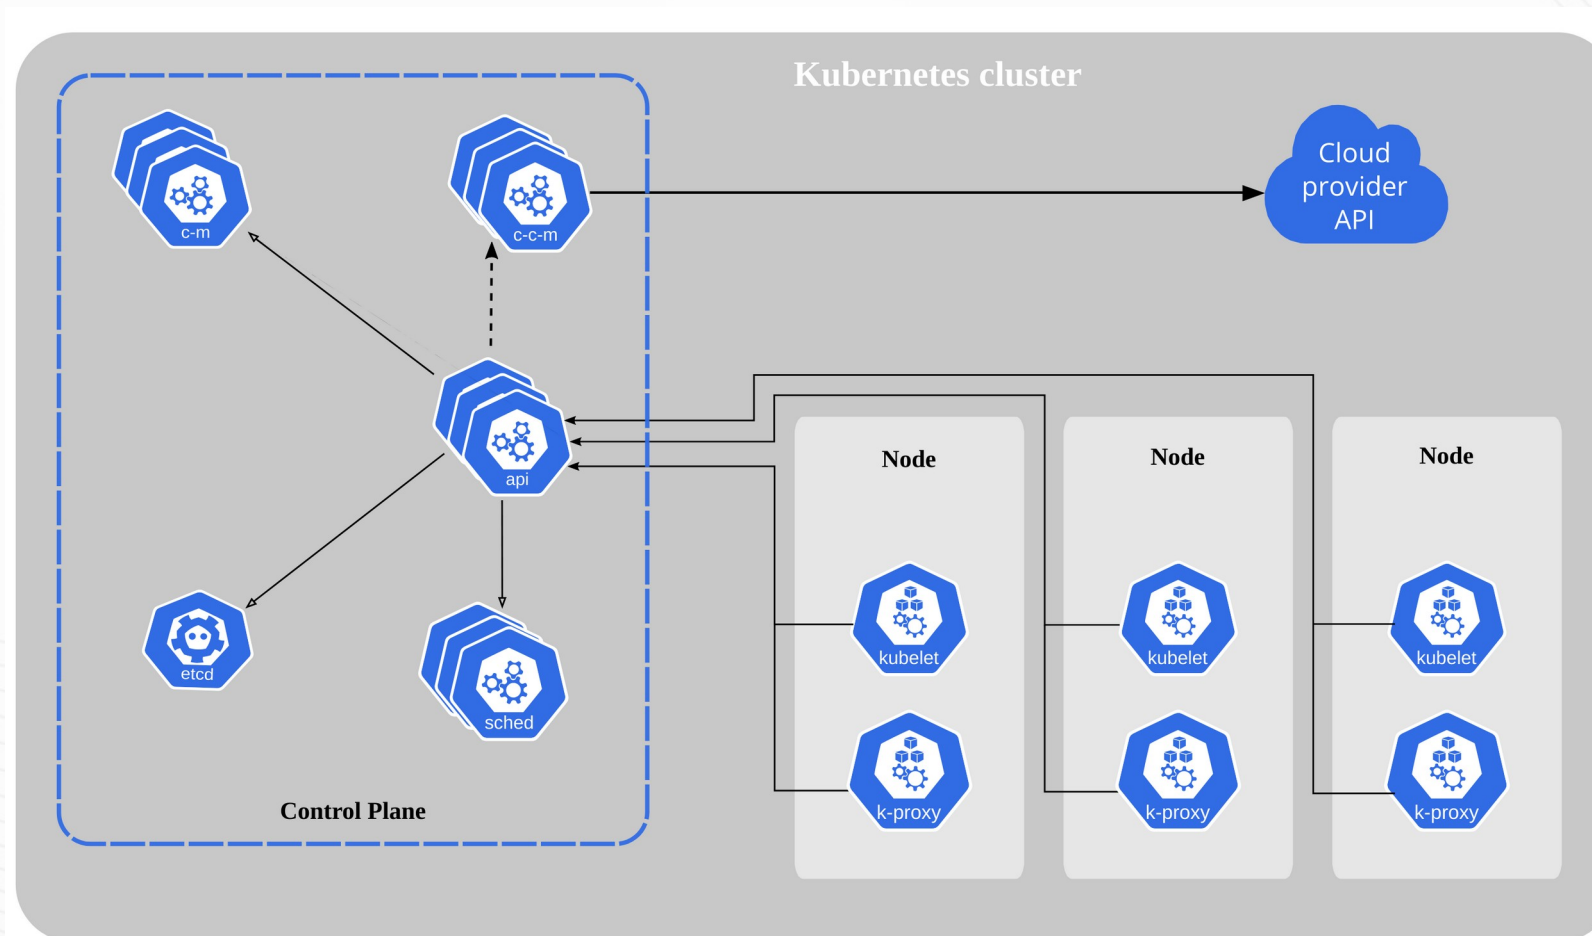 Kubernetes cluster
c-m
c-c-m
Cloud
provider
API
api
Node
Node
Node
etcd
sched
kubelet
kubelet
kubelet
k-proxy
k-proxy
k-proxy
Control Plane